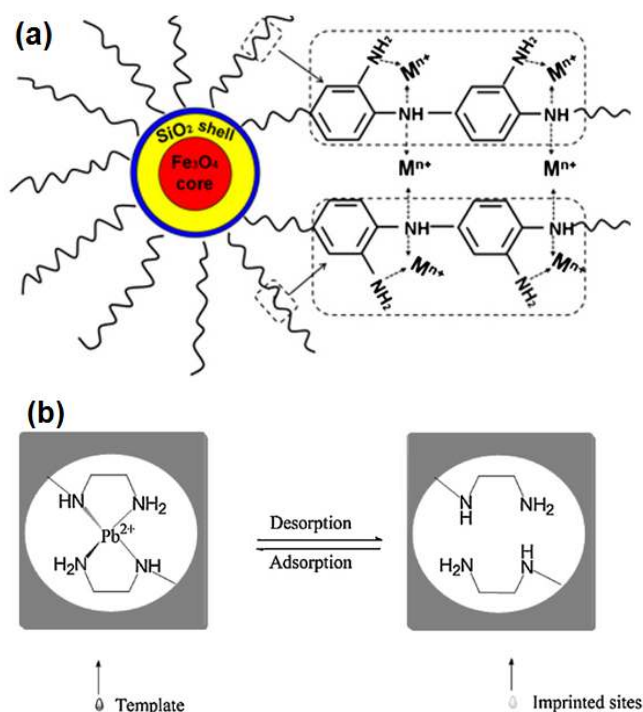 (a)
SiO₂ shell
Fe₃O₄
core
NH₂
Mⁿ⁺
NH₂
Mⁿ⁺
NH
NH
Mⁿ⁺
Mⁿ⁺
NH
NH
NH₂
Mⁿ⁺
NH₂
Mⁿ⁺
(b)
HN
NH₂
Pb²⁺
H₂N
NH
Desorption
Adsorption
N
H
NH₂
H₂N
H
N
Template
Imprinted sites